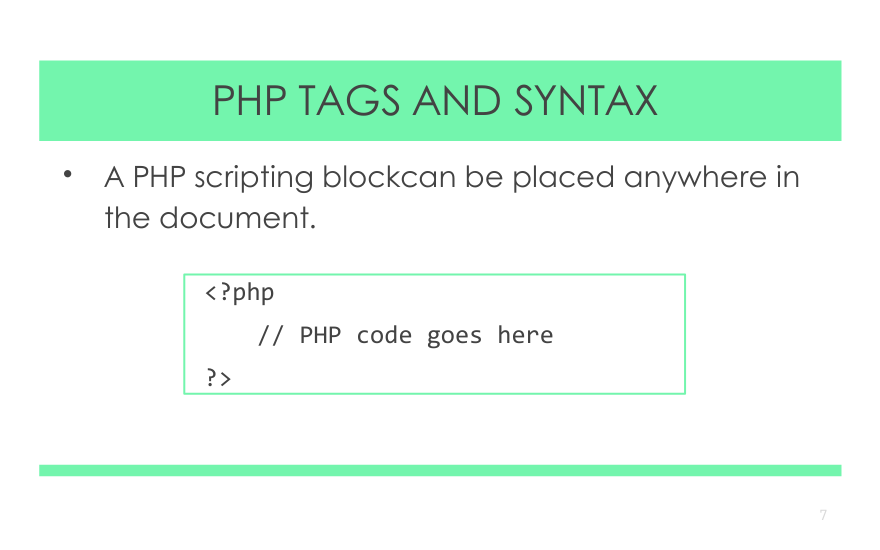 PHP TAGS AND SYNTAX
• A PHP scripting blockcan be placed anywhere in
the document.
<?php
// PHP code goes here
?>
7